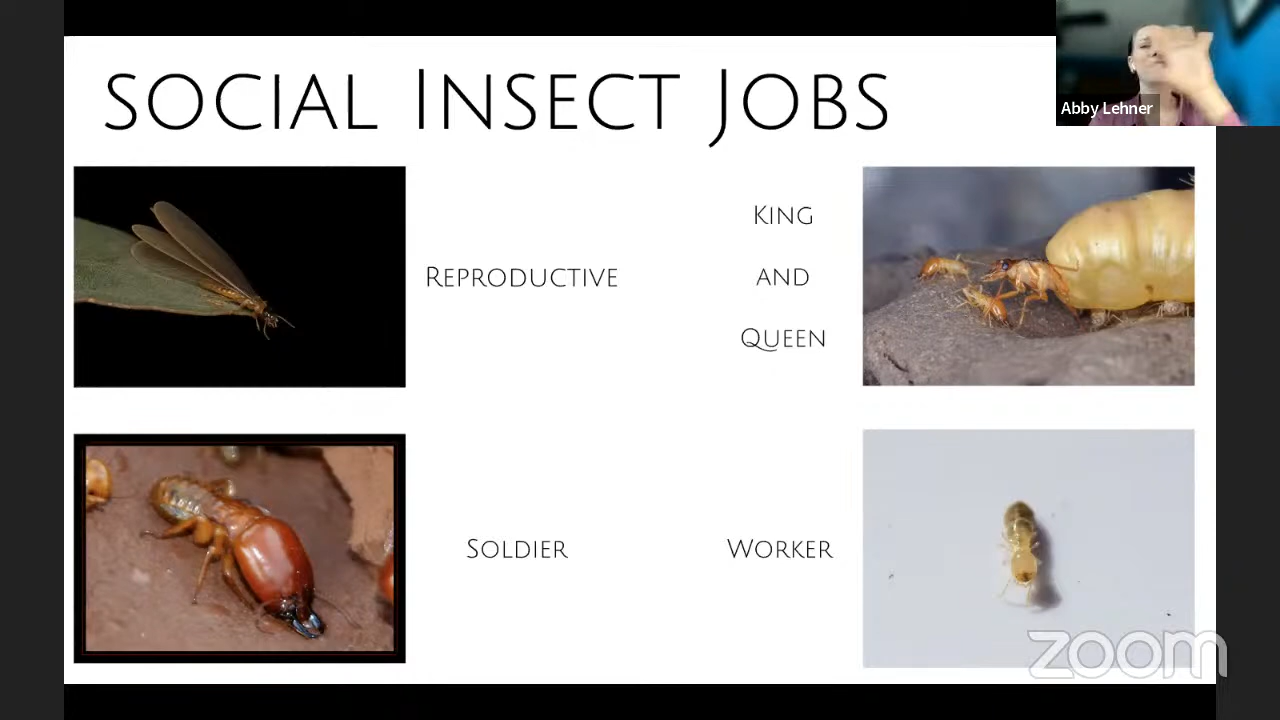 SOCIAL INSECT JOBS
Abby Lehner
REPRODUCTIVE
KING
AND
QUEEN
SOLDIER
WORKER
zoom